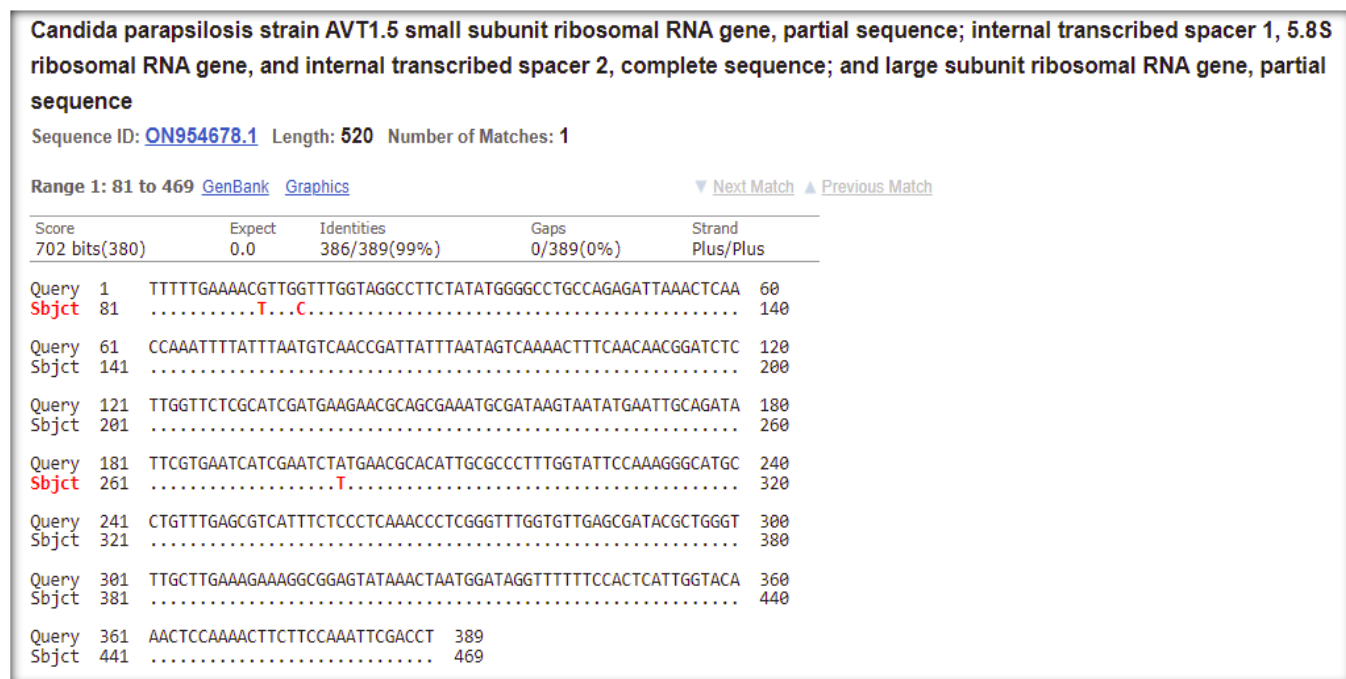 Candida parapsilosis strain AVT1.5 small subunit ribosomal RNA gene, partial sequence; internal transcribed spacer 1, 5.8S
ribosomal RNA gene, and internal transcribed spacer 2, complete sequence; and large subunit ribosomal RNA gene, partial
sequence
Sequence ID: ON954678.1 Length: 520 Number of Matches: 1
Range 1: 81 to 469 GenBank Graphics ▼ Next Match ▲ Previous Match
Score Expect Identities Gaps Strand
702 bits(380) 0.0 386/389(99%) 0/389(0%) Plus/Plus
Query 1 TTTTTGAAAACGTTGGTTTGGTAGGCCTTCTATATGGGGCCTGCCAGAGATTAAACTCAA 60
Sbjct 81 ...........T...C............................................ 140
Query 61 CCAAATTTTATTTAATGTCAACCGATTATTTAATAGTCAAAACTTTCAACAACGGATCTC 120
Sbjct 141 ............................................................ 200
Query 121 TTGGTTCTCGCATCGATGAAGAACGCAGCGAAATGCGATAAGTAATATGAATTGCAGATA 180
Sbjct 201 ............................................................ 260
Query 181 TTCGTGAATCATCGAATCTATGAACGCACATTGCGCCCTTTGGTATTCCAAAGGGCATGC 240
Sbjct 261 ...................T........................................ 320
Query 241 CTGTTTGAGCGTCATTTCTCCCTCAAACCCTCGGGTTTGGTGTTGAGCGATACGCTGGGT 300
Sbjct 321 ............................................................ 380
Query 301 TTGCTTGAAAGAAAGGCGGAGTATAAACTAATGGATAGGTTTTTTCCACTCATTGGTACA 360
Sbjct 381 ............................................................ 440
Query 361 AACTCCAAAACTTCTTCCAAATTCGACCT 389
Sbjct 441 ............................. 469